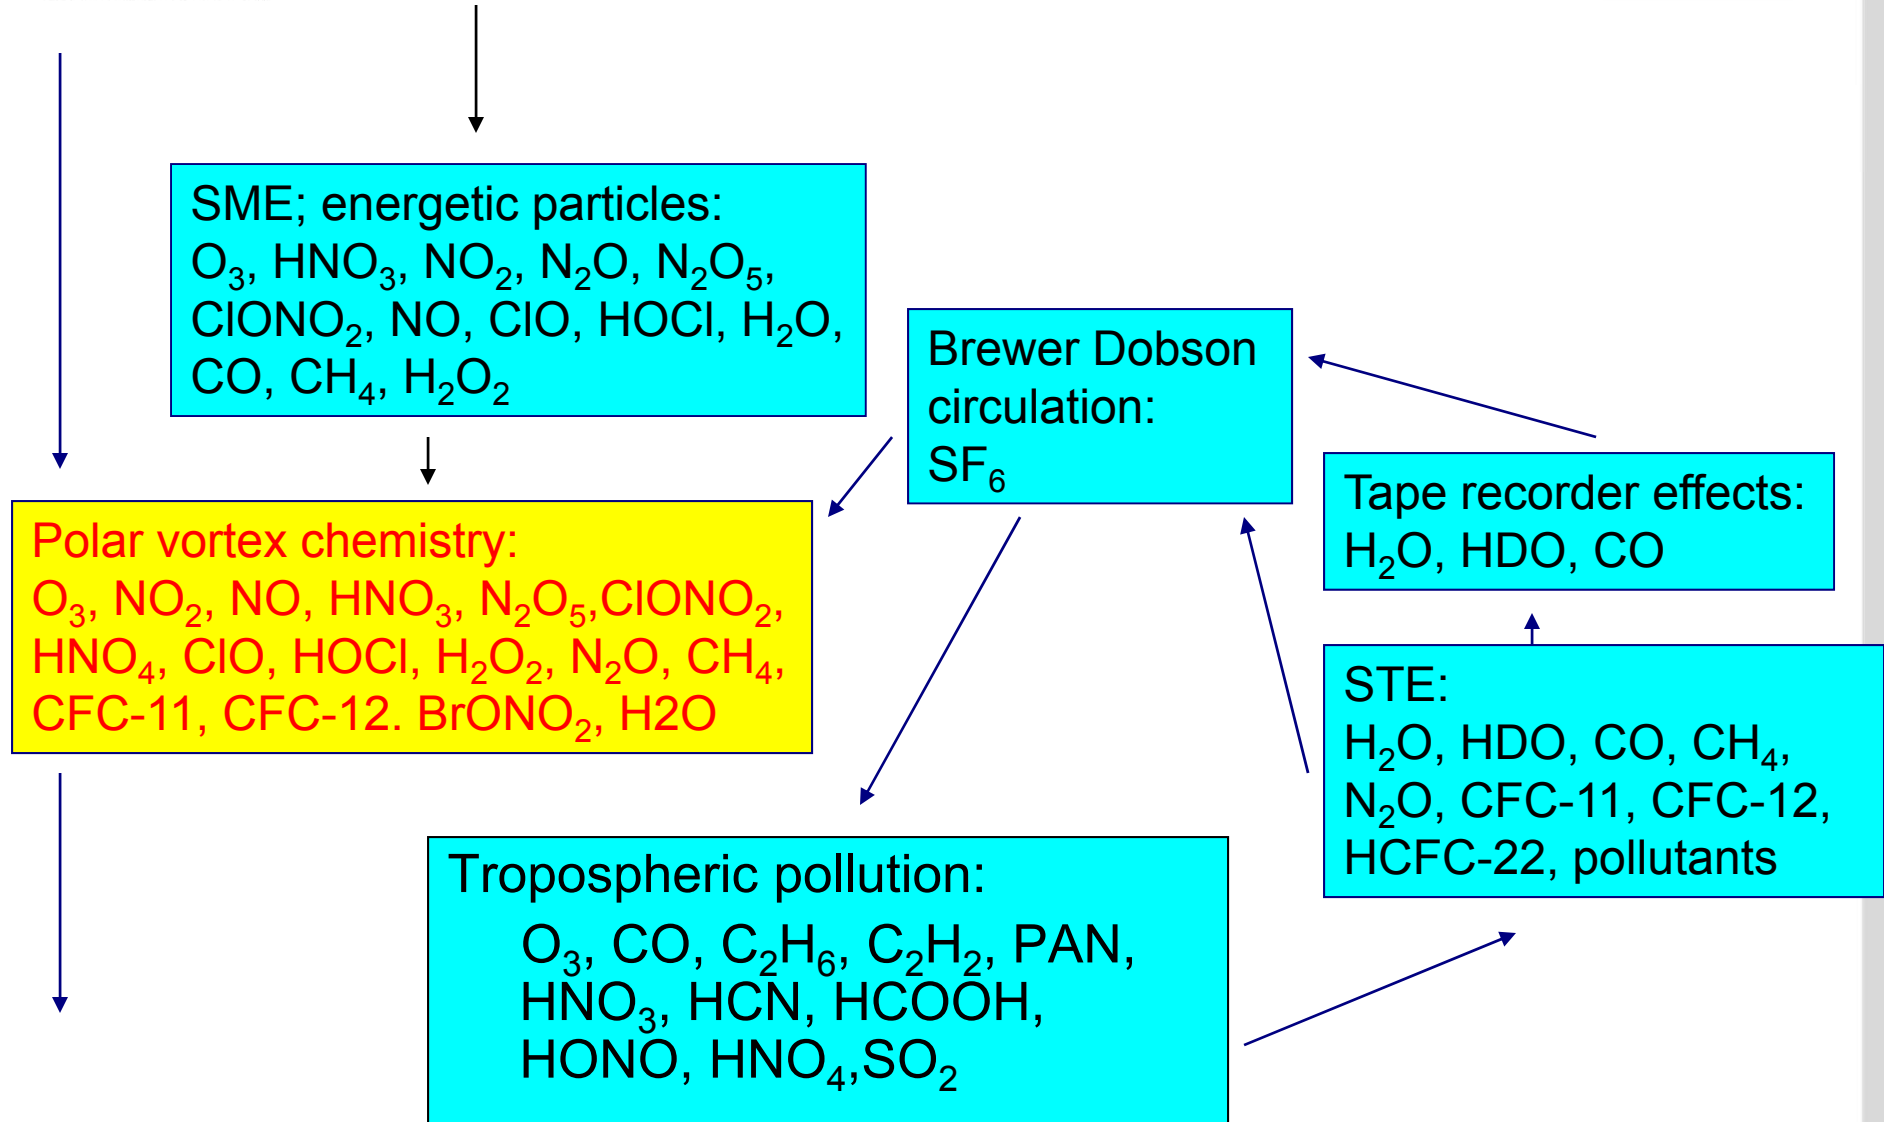 SME; energetic particles:
O₃, HNO₃, NO₂, N₂O, N₂O₅,
ClONO₂, NO, ClO, HOCl, H₂O,
CO, CH₄, H₂O₂
Brewer Dobson
circulation:
SF₆
Tape recorder effects:
H₂O, HDO, CO
Polar vortex chemistry:
O₃, NO₂, NO, HNO₃, N₂O₅,ClONO₂,
HNO₄, ClO, HOCl, H₂O₂, N₂O, CH₄,
CFC-11, CFC-12. BrONO₂, H2O
STE:
H₂O, HDO, CO, CH₄,
N₂O, CFC-11, CFC-12,
HCFC-22, pollutants
Tropospheric pollution:
O₃, CO, C₂H₆, C₂H₂, PAN,
HNO₃, HCN, HCOOH,
HONO, HNO₄,SO₂